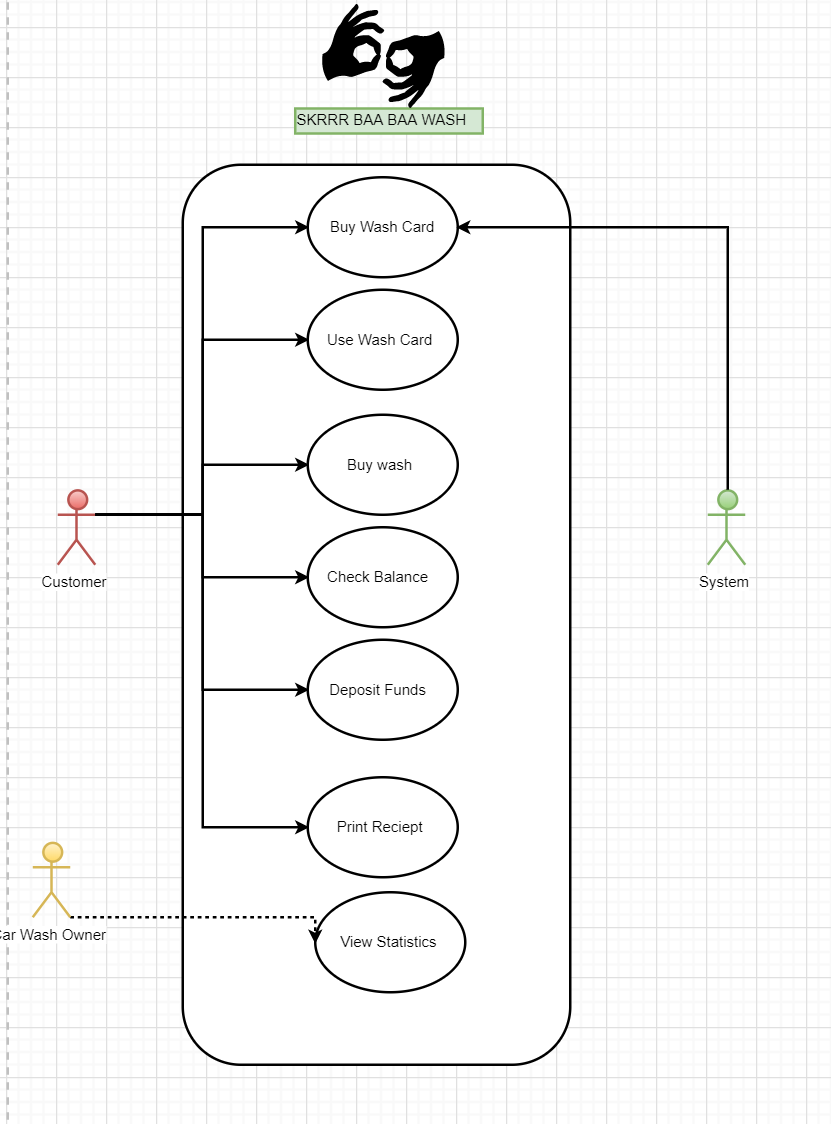 SKRRR BAA BAA WASH
Buy Wash Card
Use Wash Card
Buy wash
Check Balance
Customer
System
Deposit Funds
Print Reciept
Car Wash Owner
View Statistics